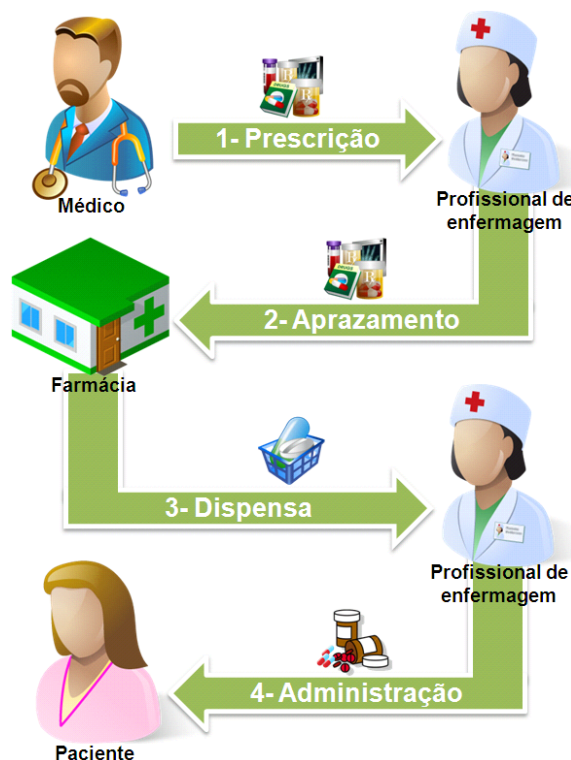 1- Prescrição
Médico
Profissional de
enfermagem
2- Aprazamento
Farmácia
3- Dispensa
Profissional de
enfermagem
4- Administração
Paciente